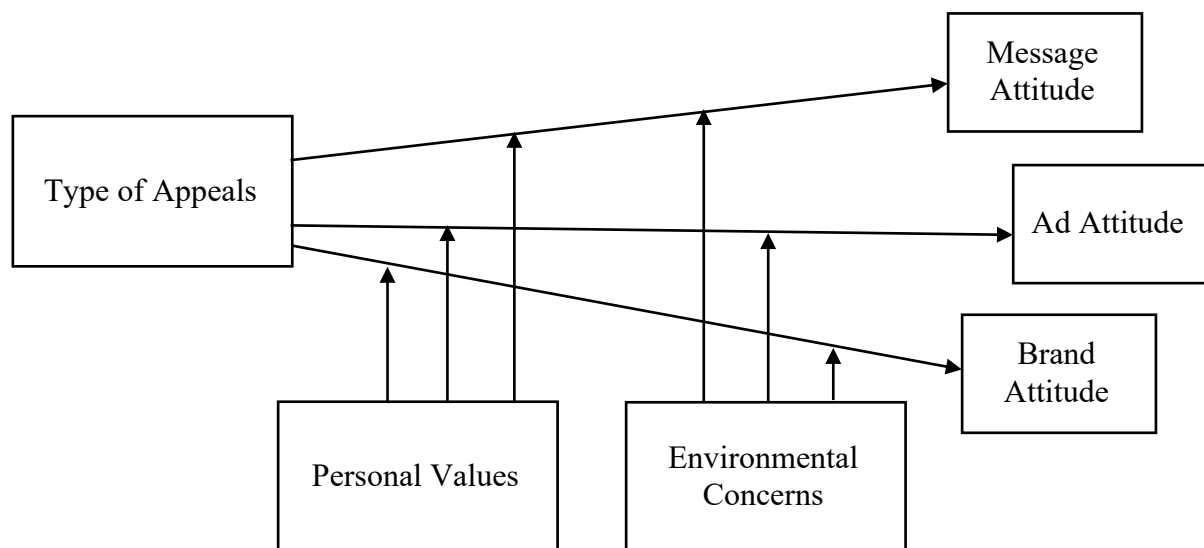 Message
Attitude
Type of Appeals
Ad Attitude
Brand
Attitude
Personal Values
Environmental
Concerns